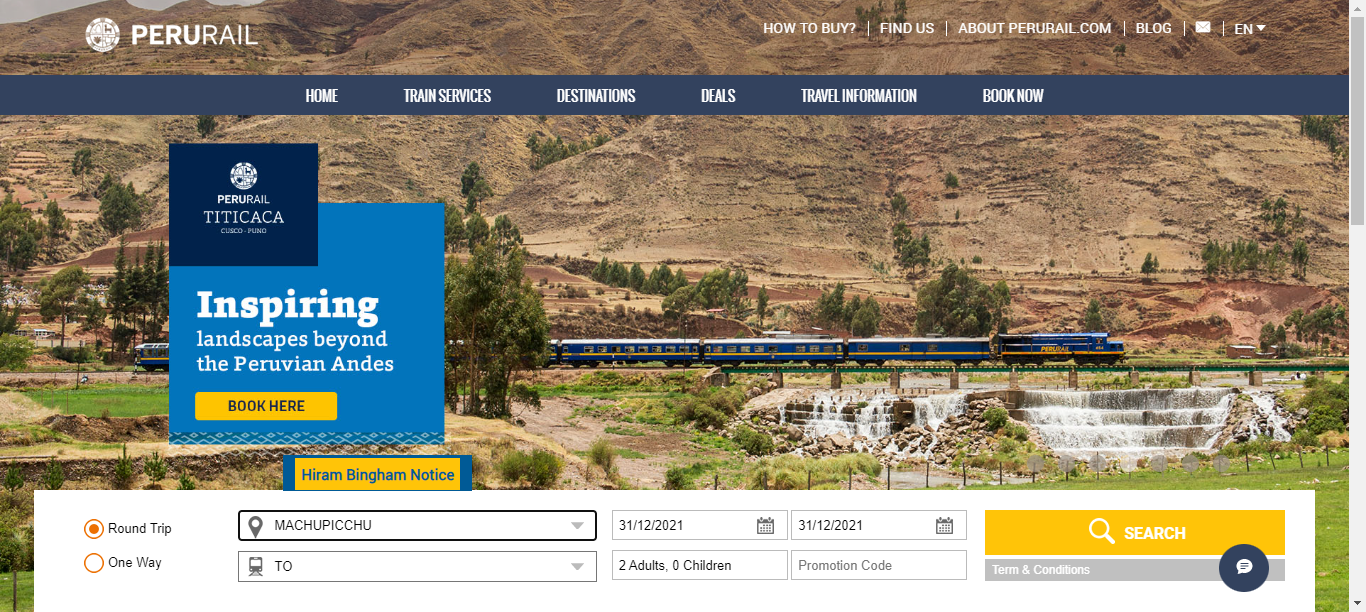 PERURAIL
HOW TO BUY?
FIND US
ABOUT PERURAIL.COM
BLOG
EN
HOME
TRAIN SERVICES
DESTINATIONS
DEALS
TRAVEL INFORMATION
BOOK NOW
PERURAIL
TITICACA
CUSCO - PUNO
Inspiring
landscapes beyond
the Peruvian Andes
BOOK HERE
PERURAIL
Hiram Bingham Notice
Round Trip
One Way
MACHUPICCHU
TO
31/12/2021
31/12/2021
2 Adults, 0 Children
Promotion Code
SEARCH
Term & Conditions